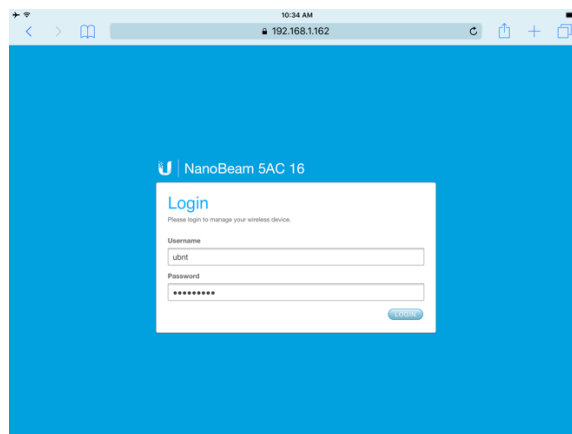 10:34 AM
192.168.1.162
NanoBeam 5AC 16
Login
Please login to manage your wireless device.
Username
ubnt
Password
•••••••••
LOGIN